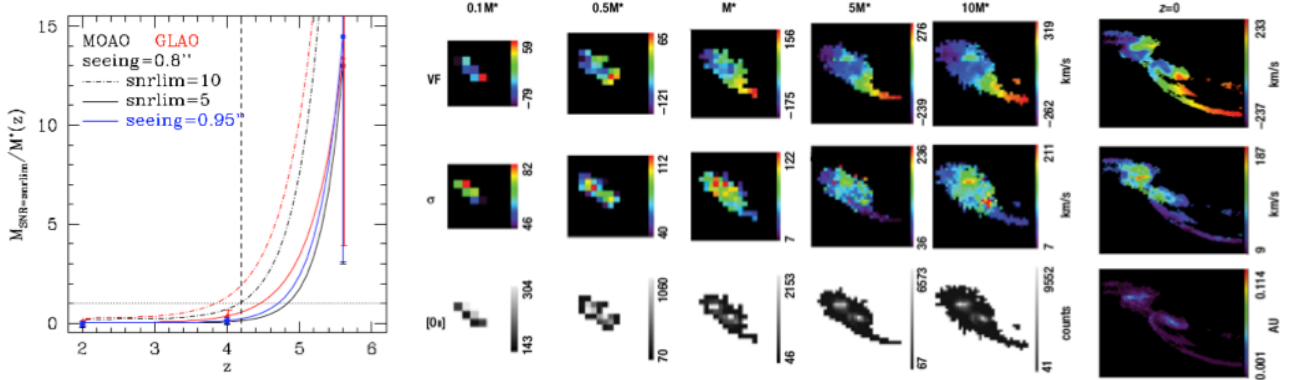 15
10
5
0
2
3
4
5
6
z
M_SNR=snrlim/M*(z)
MOAO GLAO
seeing=0.8"
snrlim=10
snrlim=5
seeing=0.95"
0.1M* 0.5M* M* 5M* 10M* z=0
VF
59
−79
65
−121
156
−175
276
−239
319
−262
km/s
233
−237
km/s
σ
82
46
112
40
122
7
236
36
211
7
km/s
187
9
km/s
[OII]
304
143
1060
70
2153
46
6573
67
9552
41
counts
0.114
0.001
AU